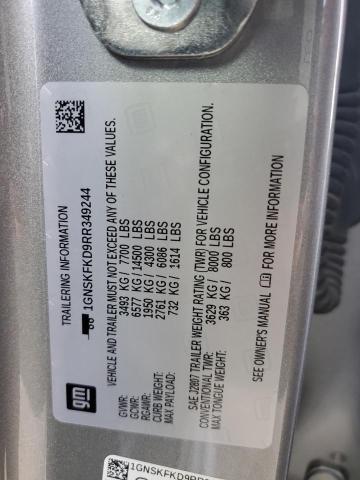 gm
TRAILERING INFORMATION
1GNSKFKD9RR349244
VEHICLE AND TRAILER MUST NOT EXCEED ANY OF THESE VALUES.
GVWR: 3493 KG / 7700 LBS
GCWR: 6577 KG / 14500 LBS
RGAWR: 1950 KG / 4300 LBS
CURB WEIGHT: 2761 KG / 6086 LBS
MAX PAYLOAD: 732 KG / 1614 LBS
SAE J2807 TRAILER WEIGHT RATING (TWR) FOR VEHICLE CONFIGURATION.
CONVENTIONAL TWR: 3629 KG / 8000 LBS
MAX TONGUE WEIGHT: 363 KG / 800 LBS
SEE OWNER'S MANUAL FOR MORE INFORMATION.